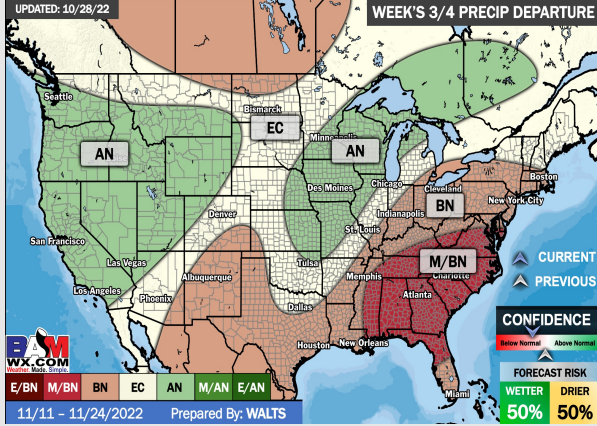 UPDATED: 10/28/22
WEEK'S 3/4 PRECIP DEPARTURE
Seattle
Bismarck
EC
Minneapolis
AN
AN
Des Moines
Chicago
Cleveland
Boston
BN
New York City
Indianapolis
Denver
St. Louis
San Francisco
M/BN
Charlotte
CURRENT
Las Vegas
Tulsa
Memphis
Albuquerque
PREVIOUS
Los Angeles
Phoenix
Atlanta
Dallas
CONFIDENCE
Below Normal
Above Normal
Houston
New Orleans
BAM
WX.COM
Weather. Made. Simple.
FORECAST RISK
E/BN
M/BN
BN
EC
AN
M/AN
E/AN
WETTER
DRIER
Miami
50%
50%
11/11 – 11/24/2022
Prepared By: WALTS